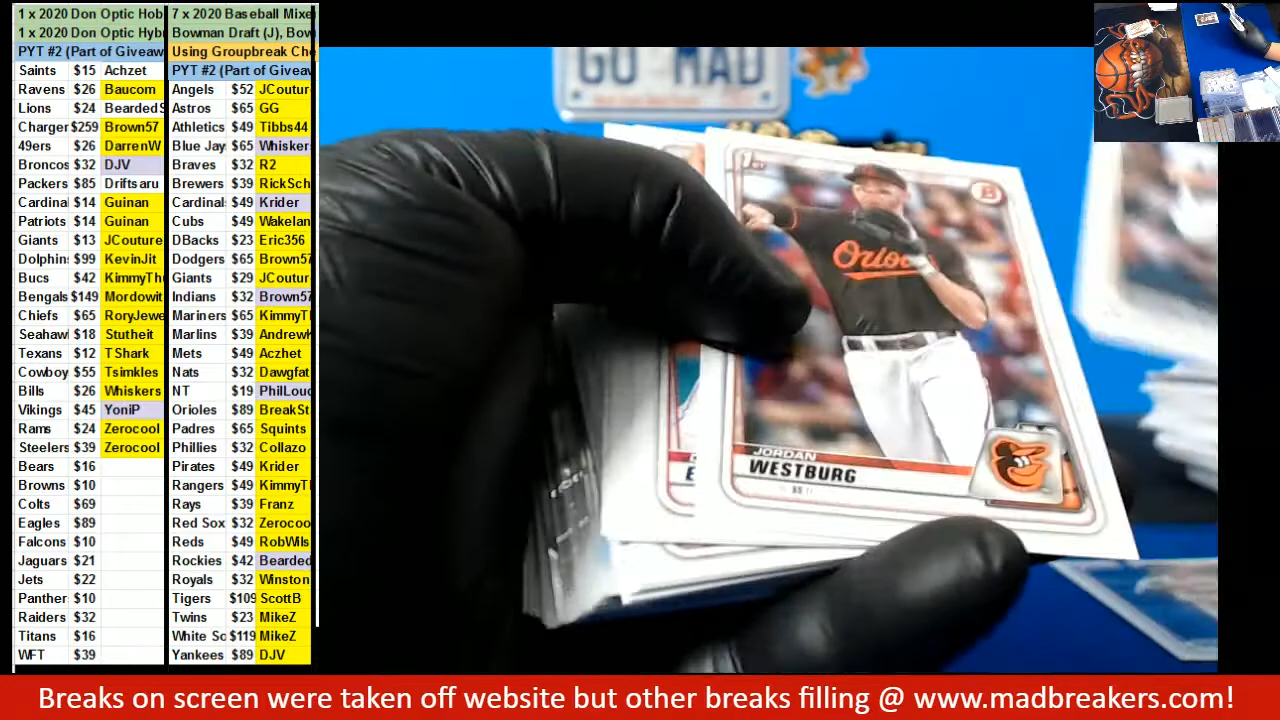 1 x 2020 Don Optic Hob
1 x 2020 Don Optic Hybr
PYT #2 (Part of Giveaw
Saints $15 Achzet
Ravens $26 Baucom
Lions $24 BeardedS
Charger $259 Brown57
49ers $26 DarrenW
Broncos $32 DJV
Packers $85 Driftsaru
Cardinal $14 Guinan
Patriots $14 Guinan
Giants $13 JCouture
Dolphin $99 KevinJit
Bucs $42 KimmyTh
Bengals $149 Mordowit
Chiefs $65 RoryJewe
Seahaw $18 Stutheit
Texans $12 TShark
Cowboy $55 Tsimkles
Bills $26 Whiskers
Vikings $45 YoniP
Rams $24 Zerocool
Steelers $39 Zerocool
Bears $16
Browns $10
Colts $69
Eagles $89
Falcons $10
Jaguars $21
Jets $22
Panther $10
Raiders $32
Titans $16
WFT $39
7 x 2020 Baseball Mixe
Bowman Draft (J), Bow
Using Groupbreak Che
PYT #2 (Part of Giveaw
Angels $52 JCoutur
Astros $65 GG
Athletics $49 Tibbs44
Blue Jay $65 Whisker
Braves $32 R2
Brewers $39 RickSch
Cardinal $49 Krider
Cubs $49 Wakelan
DBacks $23 Eric356
Dodgers $65 Brown57
Giants $29 JCoutur
Indians $32 Brown57
Mariners $65 KimmyT
Marlins $39 Andrew
Mets $49 Aczhet
Nats $32 Dawgfat
NT $19 PhilLou
Orioles $89 BreakSt
Padres $65 Squints
Phillies $32 Collazo
Pirates $49 Krider
Rangers $49 KimmyT
Rays $39 Franz
Red Sox $32 Zerocoo
Reds $49 RobWils
Rockies $42 Bearded
Royals $32 Winston
Tigers $109 ScottB
Twins $23 MikeZ
White So $119 MikeZ
Yankees $89 DJV
GO MAD
1st
B
Orio
JORDAN
WESTBURG
E
Breaks on screen were taken off website but other breaks filling @ www.madbreakers.com!